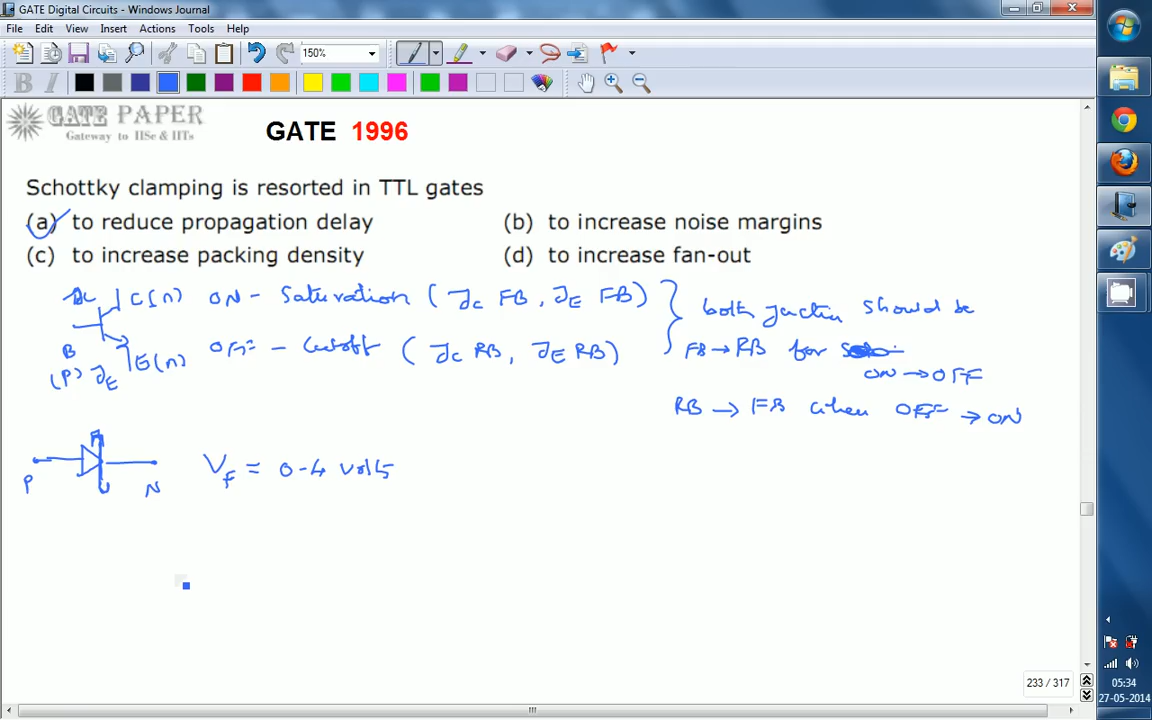 GATE Digital Circuits - Windows Journal
File Edit View Insert Actions Tools Help
150%
B I
GATE PAPER
Gateway to IISc & IITs
GATE 1996
Schottky clamping is resorted in TTL gates
(a) to reduce propagation delay
(b) to increase noise margins
(c) to increase packing density
(d) to increase fan-out
C(n) ON - Saturation ( JC FB, JE FB)
both junction should be
B
(P) JE
E(n) OFF - Cutoff ( JC RB, JE RB)
FB → RB for
ON → OFF
RB → FB when OFF → ON
P N
VF = 0-4 volts
233 / 317
05:34
27-05-2014